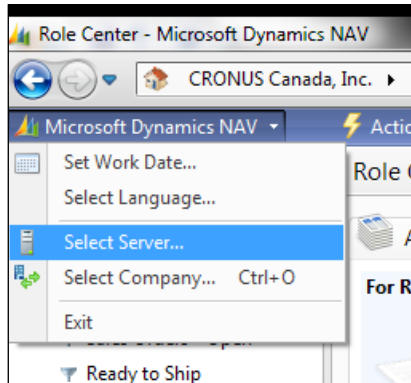 Role Center - Microsoft Dynamics NAV
CRONUS Canada, Inc.
Microsoft Dynamics NAV
Set Work Date...
Select Language...
Role
Select Server...
Select Company... Ctrl+O
For R
Exit
Ready to Ship